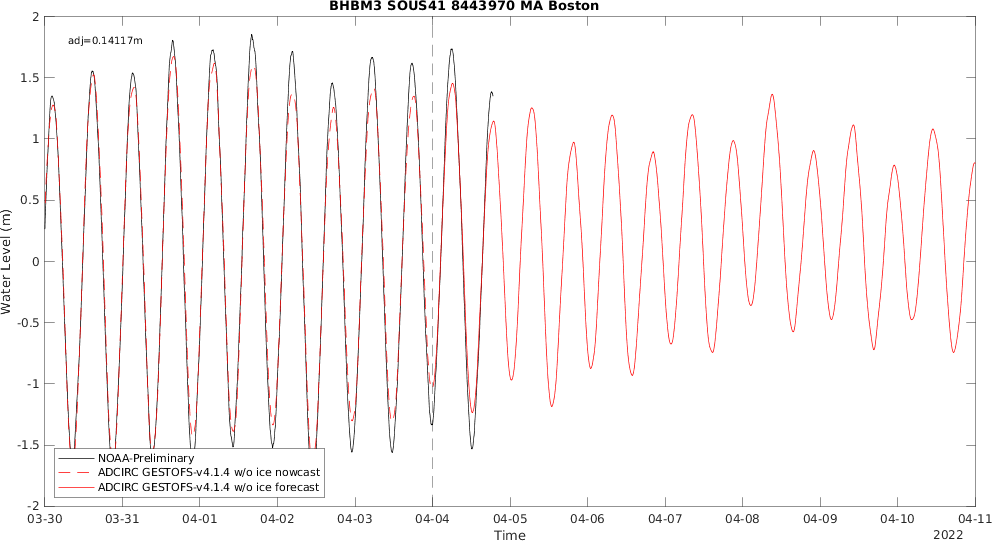 BHBM3 SOUS41 8443970 MA Boston
2
adj=0.14117m
1.5
1
0.5
0
-0.5
-1
-1.5
-2
Water Level (m)
NOAA-Preliminary
ADCIRC GESTOFS-v4.1.4 w/o ice nowcast
ADCIRC GESTOFS-v4.1.4 w/o ice forecast
03-30 03-31 04-01 04-02 04-03 04-04 04-05 04-06 04-07 04-08 04-09 04-10 04-11
Time
2022